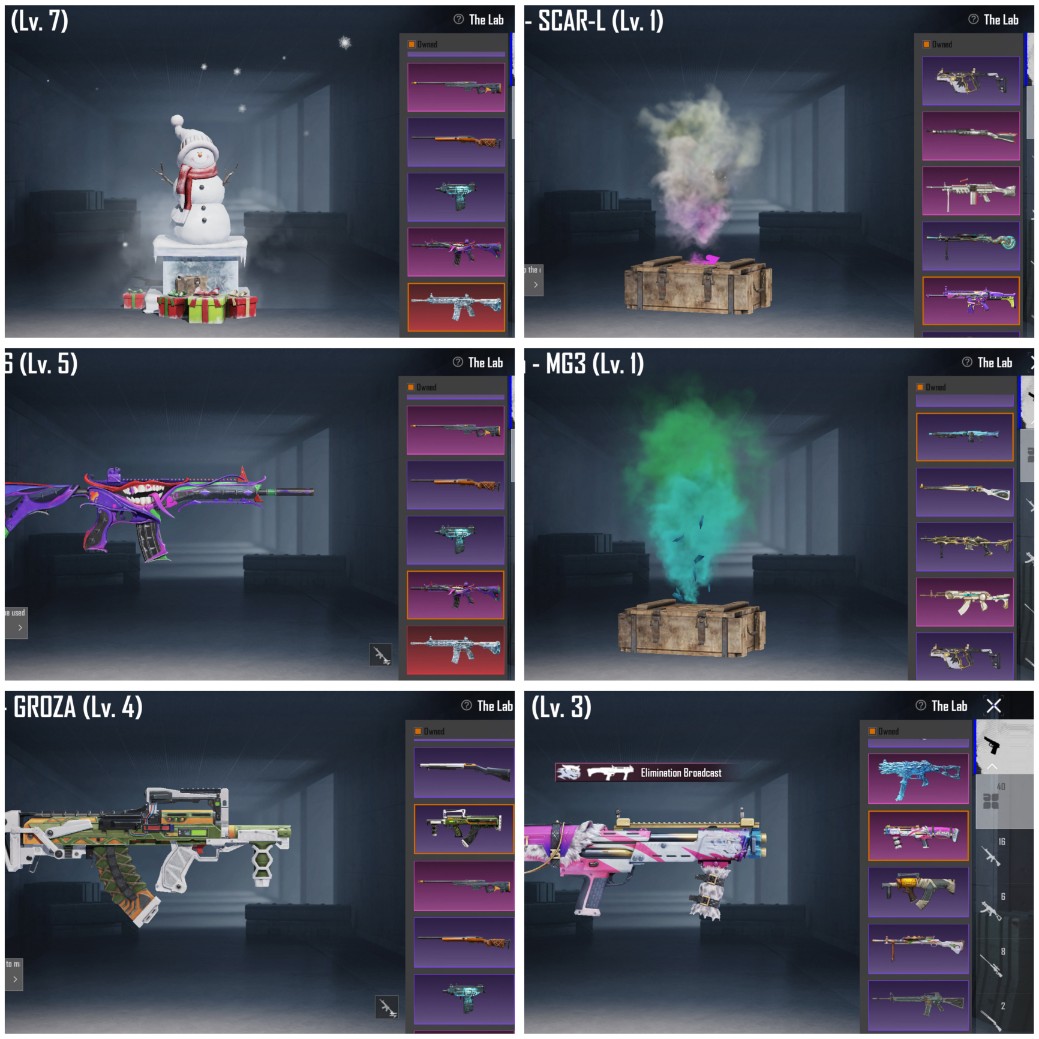 (Lv. 7)
? The Lab
Owned
- SCAR-L (Lv. 1)
? The Lab
Owned
S (Lv. 5)
? The Lab
Owned
- MG3 (Lv. 1)
? The Lab
Owned
- GROZA (Lv. 4)
? The Lab
Owned
(Lv. 3)
? The Lab
Owned
Elimination Broadcast
40
16
6
8
2